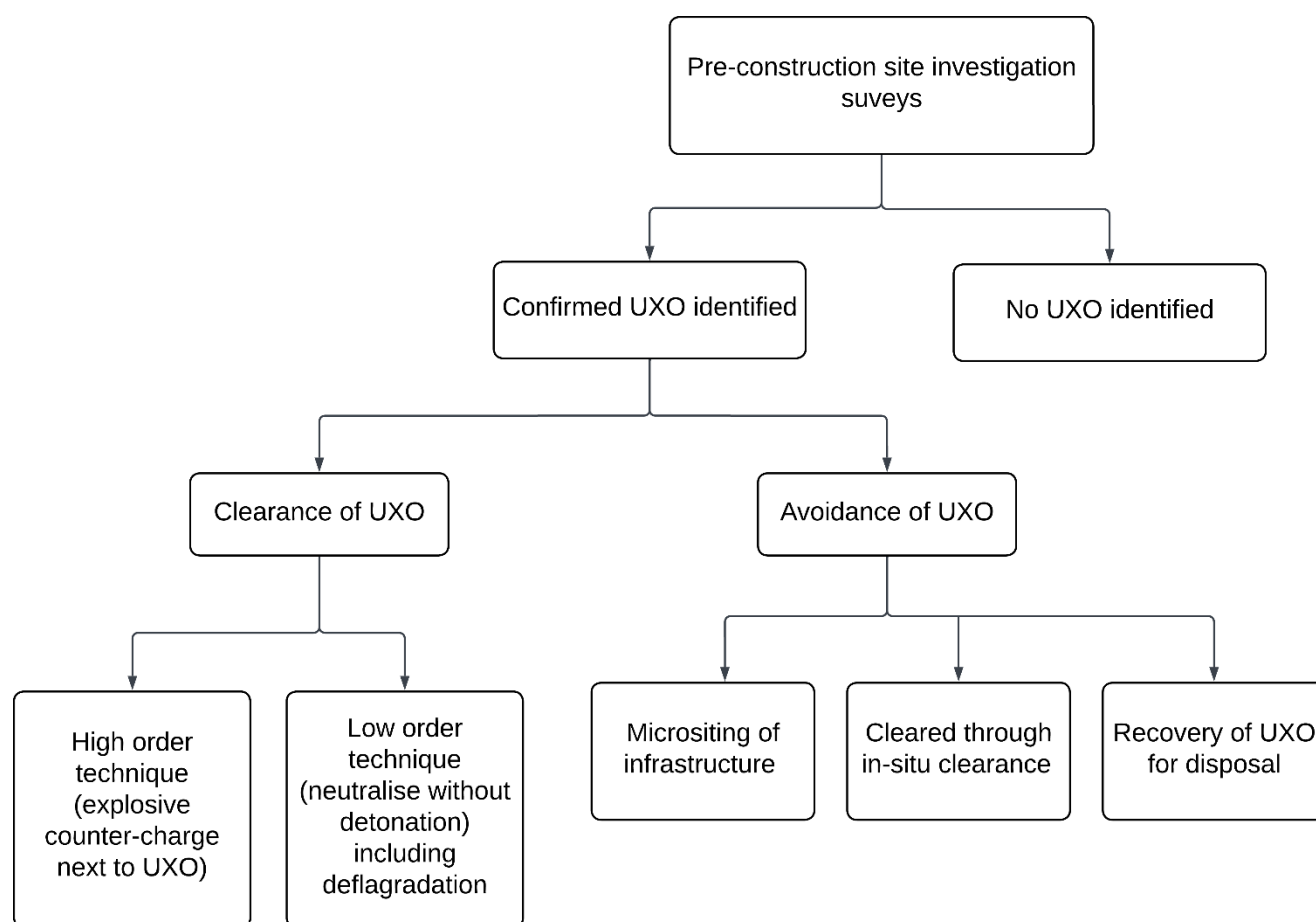 Pre-construction site investigation
suveys
Confirmed UXO identified
No UXO identified
Clearance of UXO
Avoidance of UXO
High order
technique
(explosive
counter-charge
next to UXO)
Low order
technique
(neutralise without
detonation)
including
deflagradation
Micrositing of
infrastructure
Cleared through
in-situ clearance
Recovery of UXO
for disposal